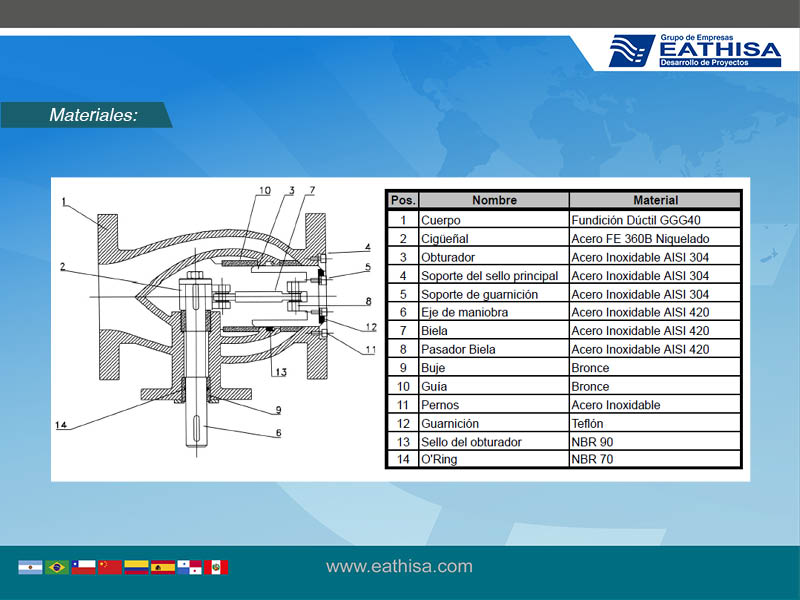 Grupo de Empresas
EATHISA
Desarrollo de Proyectos
Materiales:
10 3 7
1
4
2
5
8
12
11
13
14
9
6
Pos. Nombre Material
1 Cuerpo Fundición Dúctil GGG40
2 Cigüeñal Acero FE 360B Niquelado
3 Obturador Acero Inoxidable AISI 304
4 Soporte del sello principal Acero Inoxidable AISI 304
5 Soporte de guarnición Acero Inoxidable AISI 304
6 Eje de maniobra Acero Inoxidable AISI 420
7 Biela Acero Inoxidable AISI 420
8 Pasador Biela Acero Inoxidable AISI 420
9 Buje Bronce
10 Guía Bronce
11 Pernos Acero Inoxidable
12 Guarnición Teflón
13 Sello del obturador NBR 90
14 O'Ring NBR 70
www.eathisa.com